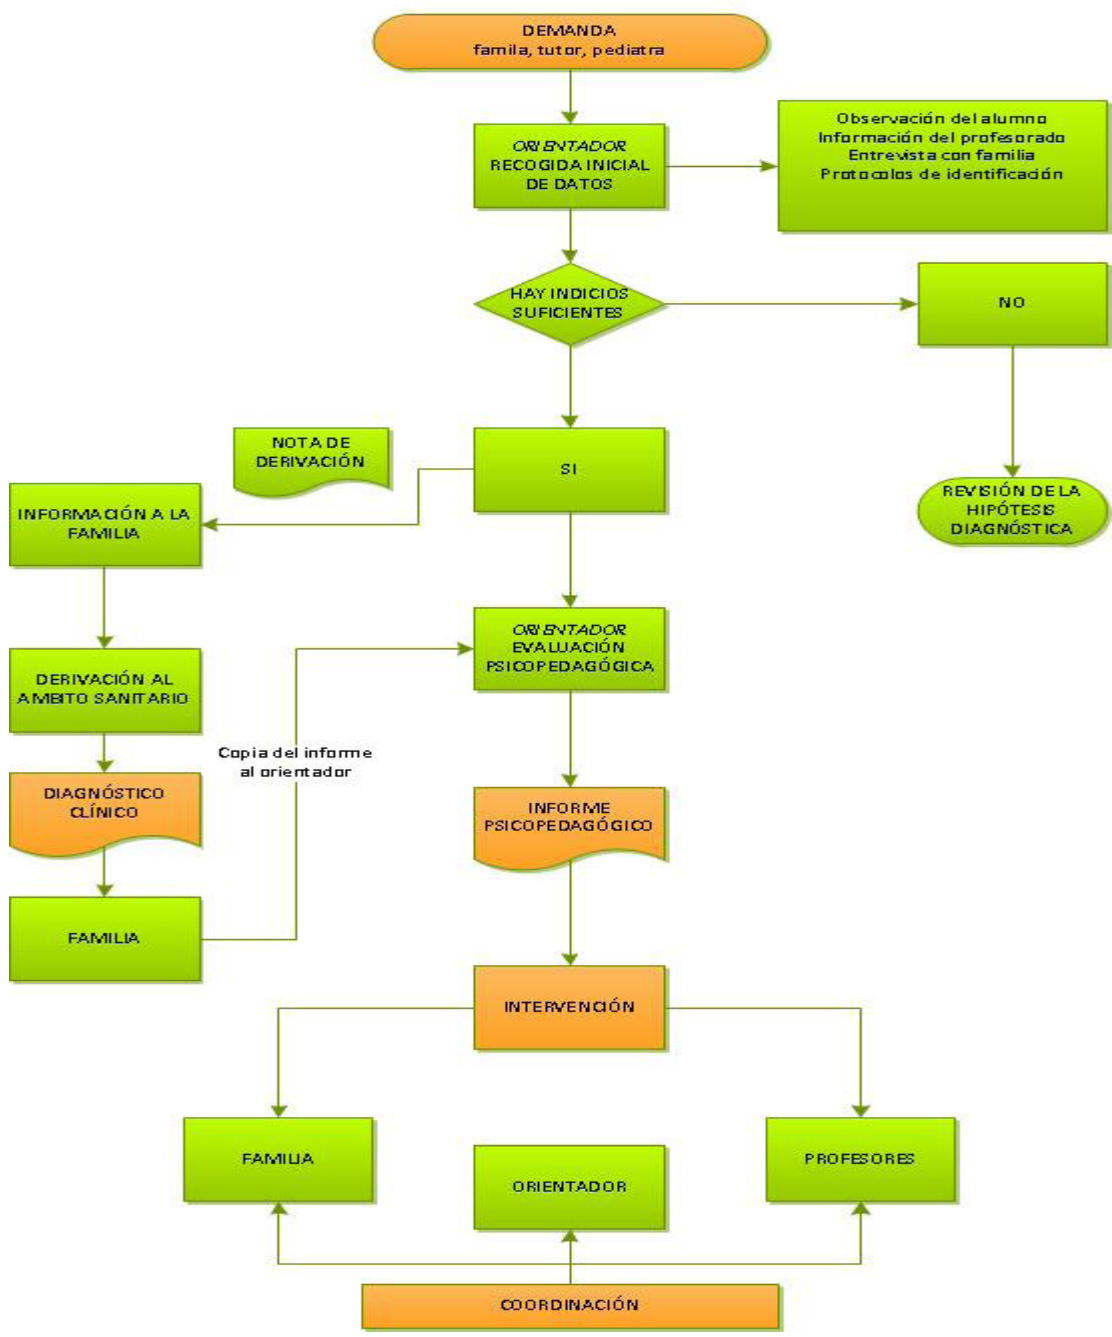 DEMANDA
famila, tutor, pediatra
ORIENTADOR
RECOGIDA INICIAL
DE DATOS
Observación del alumno
Información del profesorado
Entrevista con familia
Protocolos de identificación
HAY INDICIOS
SUFICIENTES
NO
NOTA DE
DERIVACIÓN
SI
REVISIÓN DE LA
HIPÓTESIS
DIAGNÓSTICA
INFORMACIÓN A LA
FAMILIA
ORIENTADOR
EVALUACIÓN
PSICOPEDAGÓGICA
DERIVACIÓN AL
AMBITO SANITARIO
Copia del informe
al orientador
DIAGNÓSTICO
CLÍNICO
INFORME
PSICOPEDAGÓGICO
FAMILIA
INTERVENCIÓN
FAMILIA
ORIENTADOR
PROFESORES
COORDINACIÓN